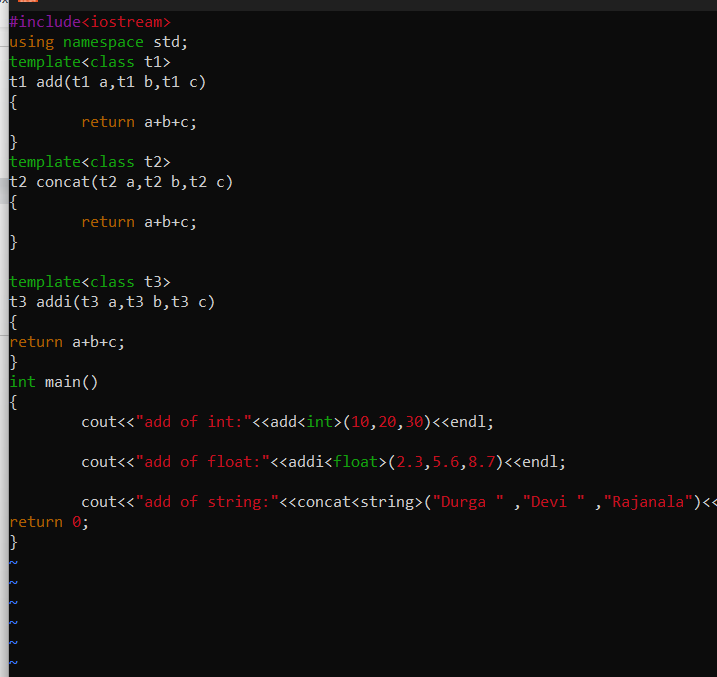 #include<iostream>
using namespace std;
template<class t1>
t1 add(t1 a,t1 b,t1 c)
{
        return a+b+c;
}
template<class t2>
t2 concat(t2 a,t2 b,t2 c)
{
        return a+b+c;
}

template<class t3>
t3 addi(t3 a,t3 b,t3 c)
{
return a+b+c;
}
int main()
{
        cout<<"add of int:"<<add<int>(10,20,30)<<endl;

        cout<<"add of float:"<<addi<float>(2.3,5.6,8.7)<<endl;

        cout<<"add of string:"<<concat<string>("Durga " ,"Devi " ,"Rajanala")<<
return 0;
}
~
~
~
~
~
~